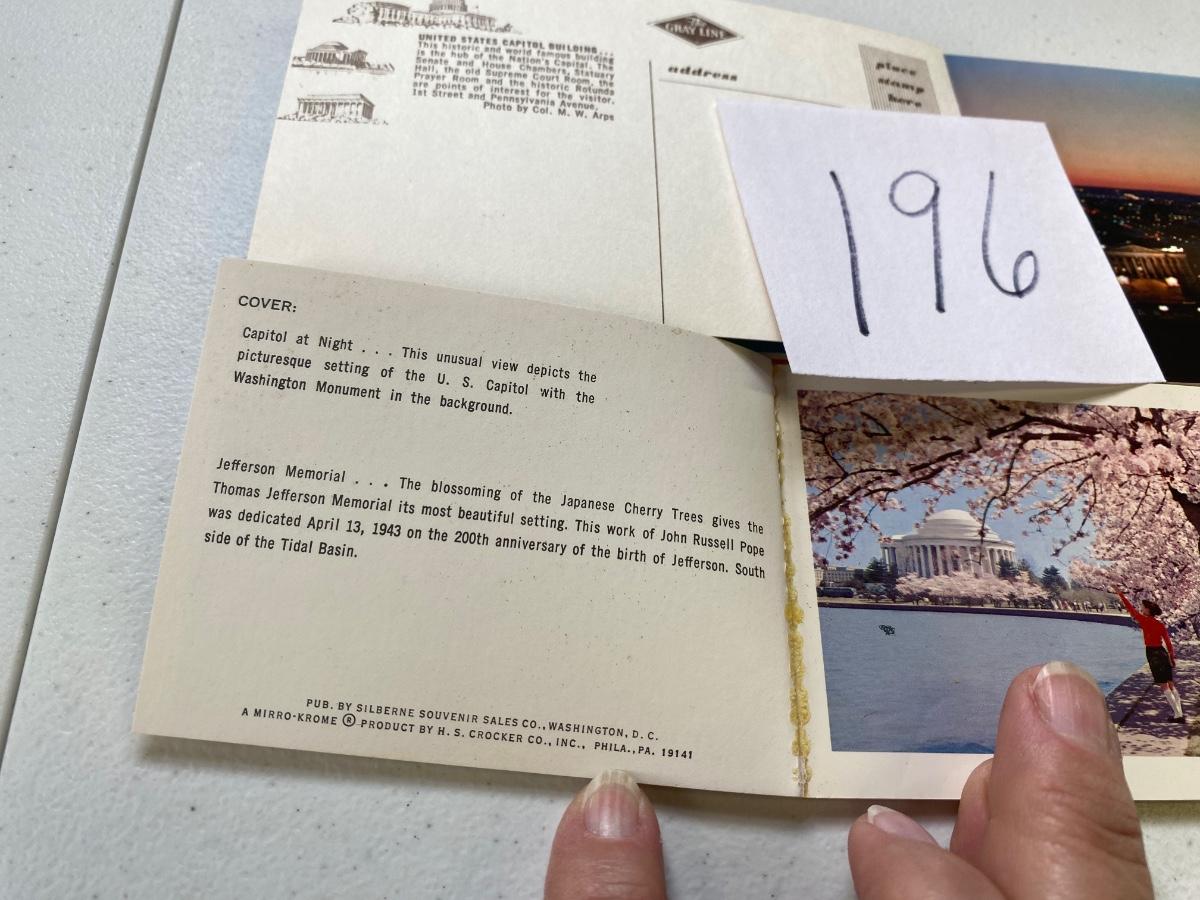 UNITED STATES CAPITOL BUILDING...
This historic and world famous building
is the hub of the Nation's Capital. The
Senate and House Chambers, Statuary
Hall, the old Supreme Court Room, the
Prayer Room and the historic Rotunda
are points of interest for the visitor.
1st Street and Pennsylvania Avenue.
Photo by Col. M. W. Arps
The
GRAY LINE
address
place
stamp
here
196
COVER:
Capitol at Night . . . This unusual view depicts the
picturesque setting of the U. S. Capitol with the
Washington Monument in the background.
Jefferson Memorial . . . The blossoming of the Japanese Cherry Trees gives the
Thomas Jefferson Memorial its most beautiful setting. This work of John Russell Pope
was dedicated April 13, 1943 on the 200th anniversary of the birth of Jefferson. South
side of the Tidal Basin.
PUB. BY SILBERNE SOUVENIR SALES CO., WASHINGTON, D. C.
A MIRRO-KROME ® PRODUCT BY H. S. CROCKER CO., INC., PHILA., PA. 19141